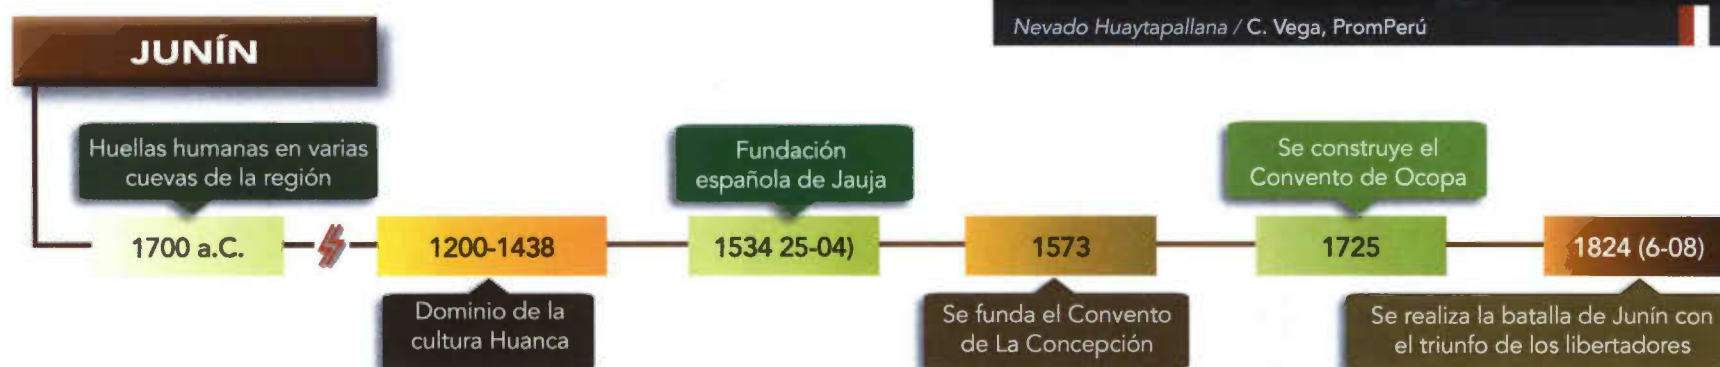 Nevado Huaytapallana / C. Vega, PromPerú
JUNÍN
Huellas humanas en varias
cuevas de la región
1700 a.C.
1200-1438
Dominio de la
cultura Huanca
Fundación
española de Jauja
1534 25-04)
1573
Se funda el Convento
de La Concepción
Se construye el
Convento de Ocopa
1725
1824 (6-08)
Se realiza la batalla de Junín con
el triunfo de los libertadores